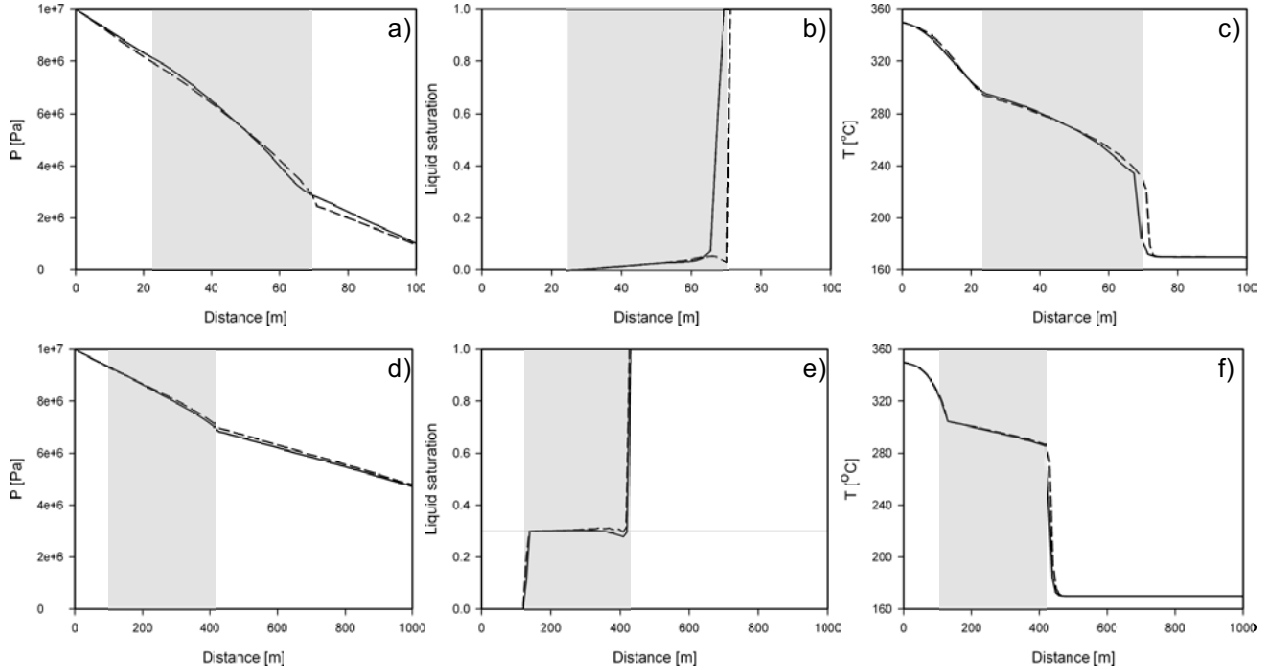 a)
1e+7
8e+6
6e+6
4e+6
2e+6
0
P [Pa]
0 20 40 60 80 100
Distance [m]
b)
1.0
0.8
0.6
0.4
0.2
0.0
Liquid saturation
0 20 40 60 80 100
Distance [m]
c)
360
320
280
240
200
160
T [°C]
0 20 40 60 80 100
Distance [m]
d)
1e+7
8e+6
6e+6
4e+6
2e+6
0
P [Pa]
0 200 400 600 800 1000
Distance [m]
e)
1.0
0.8
0.6
0.4
0.2
0.0
Liquid saturation
0 200 400 600 800 1000
Distance [m]
f)
360
320
280
240
200
160
T [°C]
0 200 400 600 800 1000
Distance [m]